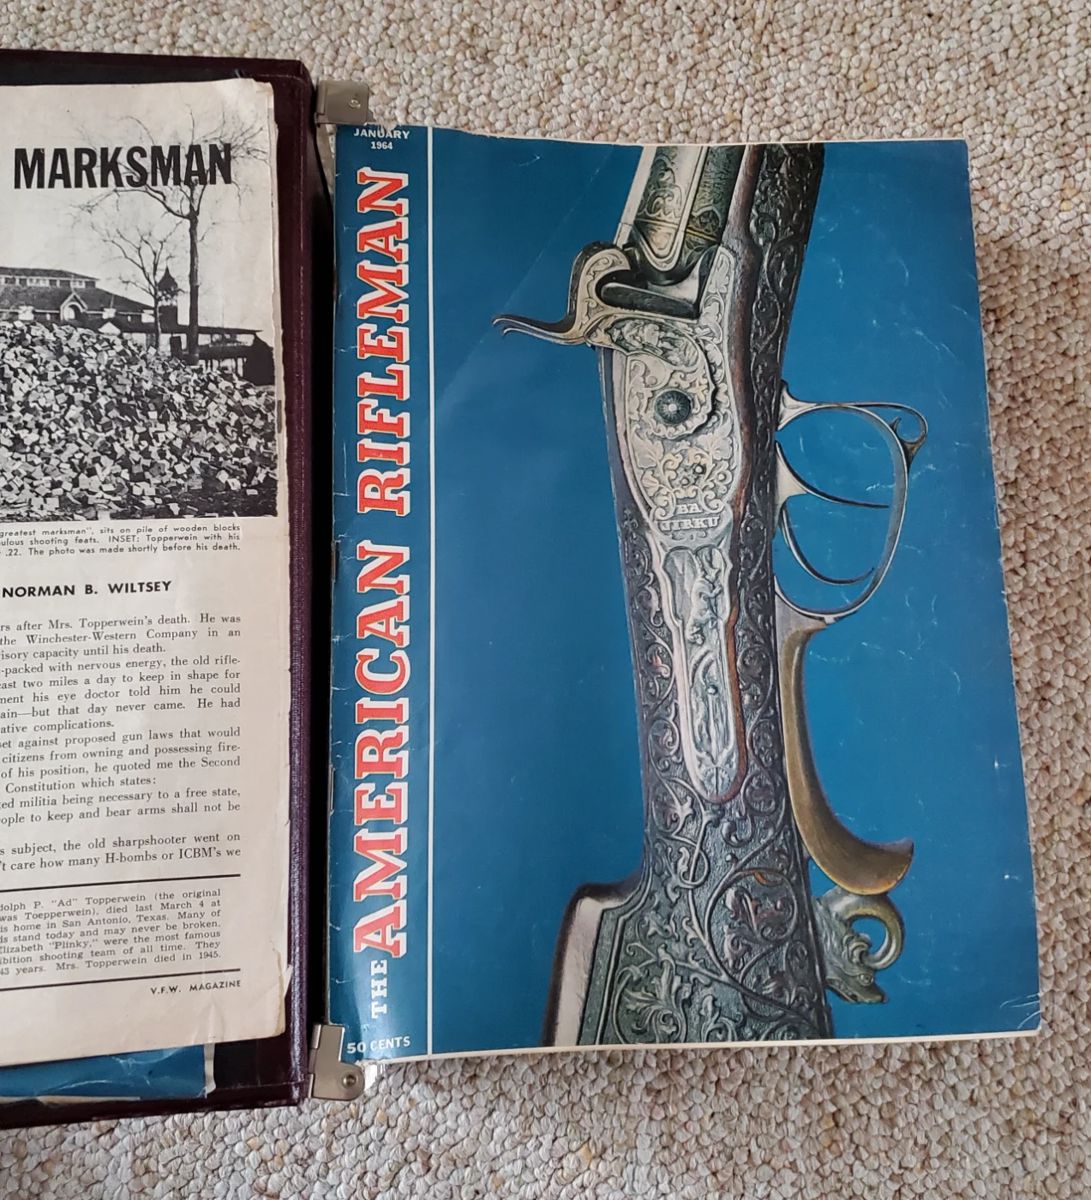 MARKSMAN
greatest marksman", sits on pile of wooden blocks
ulous shooting feats. INSET: Topperwein with his
.22. The photo was made shortly before his death.
NORMAN B. WILTSEY
rs after Mrs. Topperwein's death. He was
the Winchester-Western Company in an
isory capacity until his death.
-packed with nervous energy, the old rifle-
ast two miles a day to keep in shape for
ment his eye doctor told him he could
ain—but that day never came. He had
ative complications.
et against proposed gun laws that would
citizens from owning and possessing fire-
of his position, he quoted me the Second
Constitution which states:
ed militia being necessary to a free state,
ople to keep and bear arms shall not be
s subject, the old sharpshooter went on
't care how many H-bombs or ICBM's we
dolph P. "Ad" Topperwein (the original
was Toepperwein), died last March 4 at
is home in San Antonio, Texas. Many of
is stand today and may never be broken.
Elizabeth "Plinky," were the most famous
ibition shooting team of all time. They
43 years. Mrs. Topperwein died in 1945.
V.F.W. MAGAZINE
JANUARY
1964
THE AMERICAN RIFLEMAN
50 CENTS